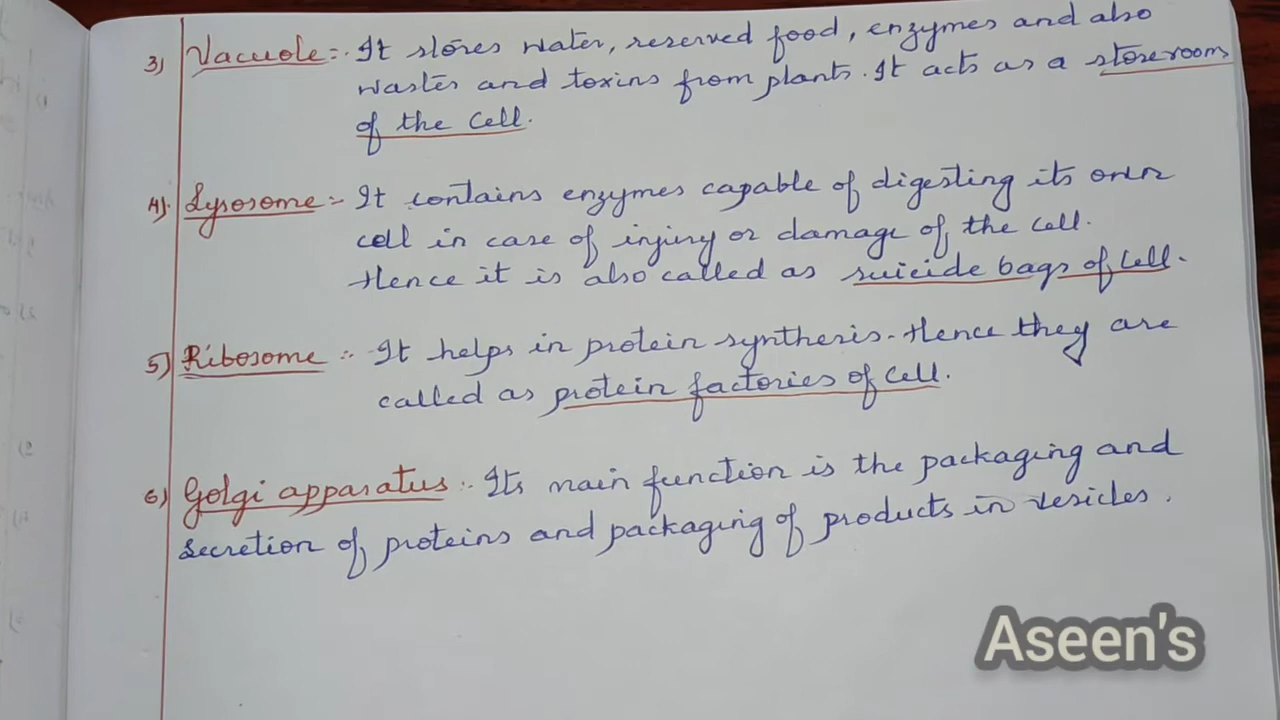 3) Vacuole :- It stores water, reserved food, enzymes and also
wastes and toxins from plants. It acts as a storeroom
of the cell.
4) Lysosome :- It contains enzymes capable of digesting its own
cell in case of injury or damage of the cell.
Hence it is also called as suicide bags of cell.
5) Ribosome :- It helps in protein synthesis. Hence they are
called as protein factories of cell.
6) Golgi apparatus :- Its main function is the packaging and
secretion of proteins and packaging of products in vesicles.
Aseen's